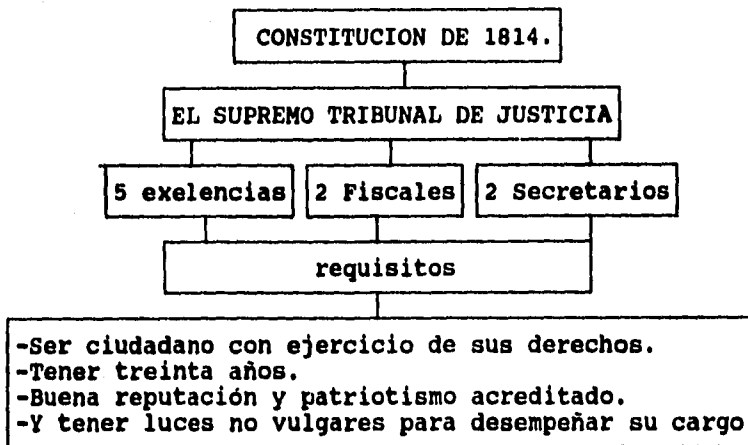 CONSTITUCION DE 1814.
EL SUPREMO TRIBUNAL DE JUSTICIA
5 exelencias
2 Fiscales
2 Secretarios
requisitos
-Ser ciudadano con ejercicio de sus derechos.
-Tener treinta años.
-Buena reputación y patriotismo acreditado.
-Y tener luces no vulgares para desempeñar su cargo